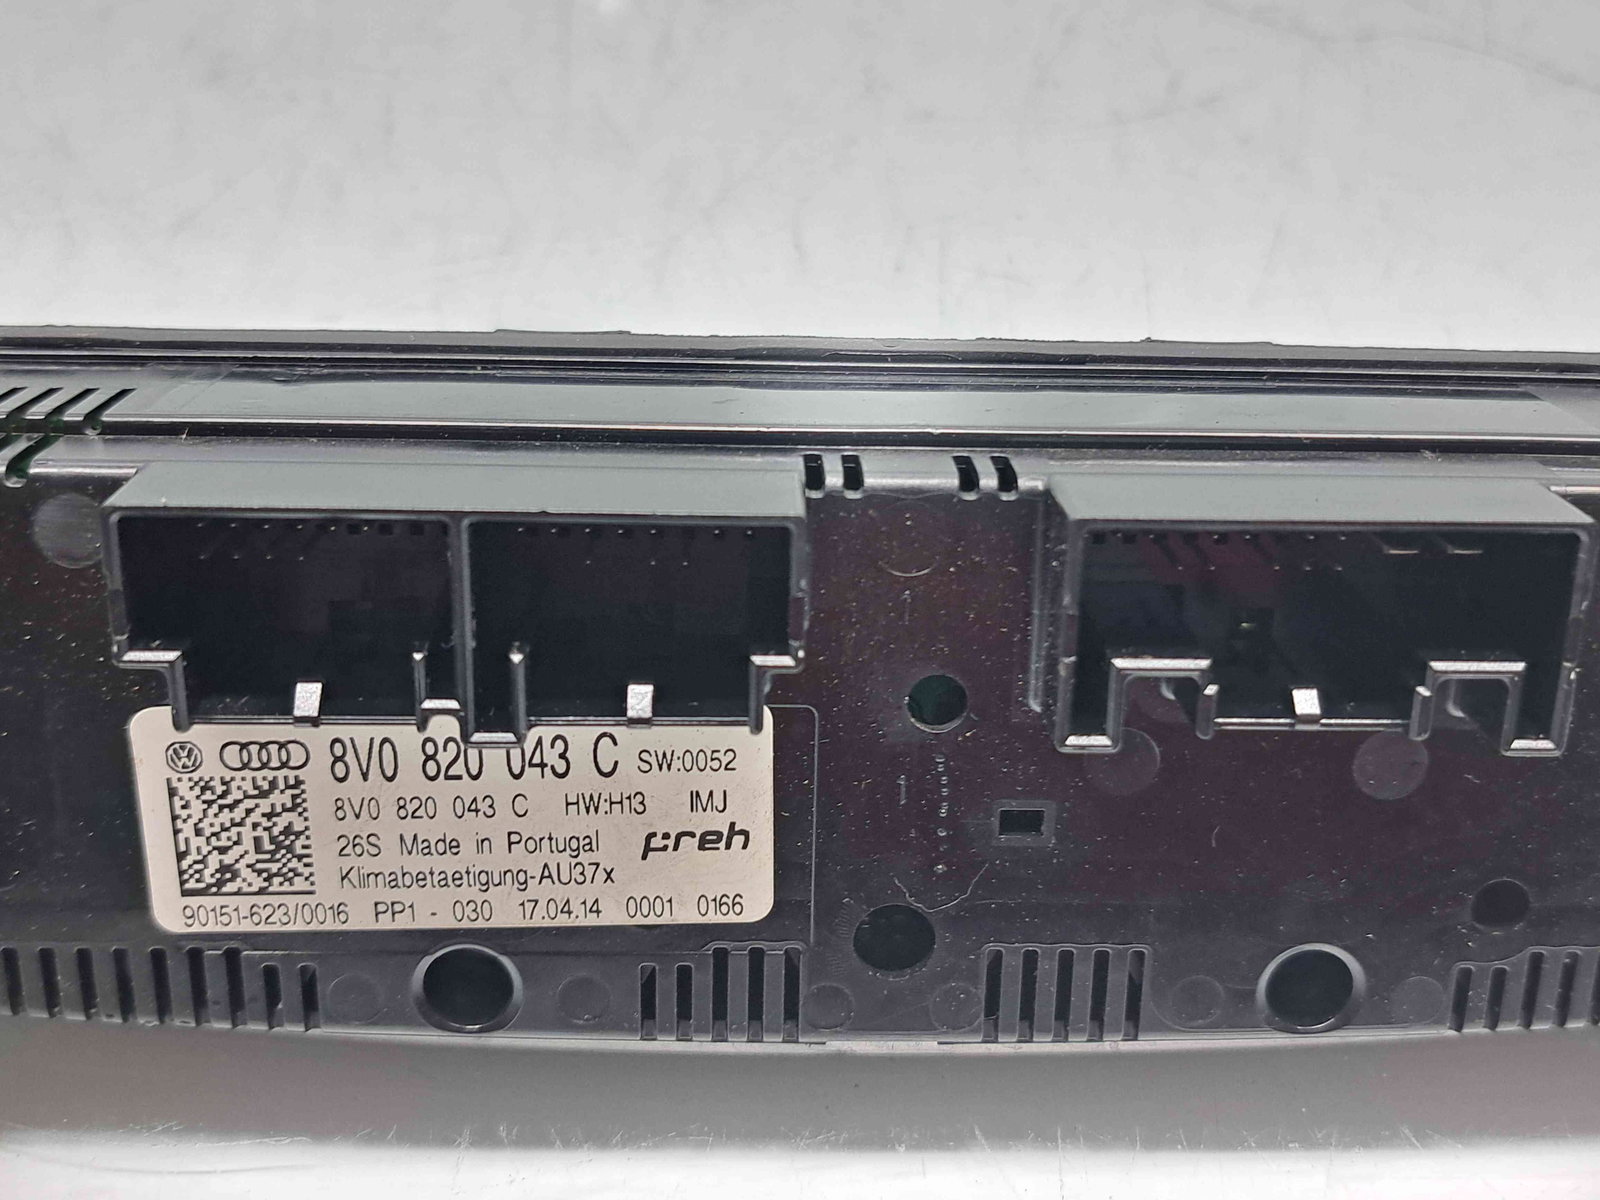 8V0 820 043 C SW:0052
8V0 820 043 C HW:H13 IMJ
26S Made in Portugal preh
Klimabetaetigung-AU37x
90151-623/0016 PP1 - 030 17.04.14 0001 0166